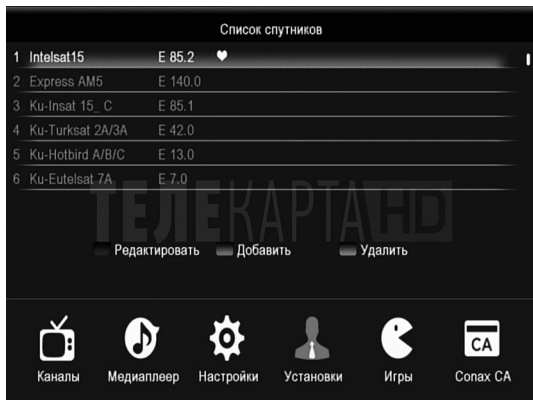 Список спутников
1 Intelsat15 E 85.2
2 Express AM5 E 140.0
3 Ku-Insat 15_ C E 85.1
4 Ku-Turksat 2A/3A E 42.0
5 Ku-Hotbird A/B/C E 13.0
6 Ku-Eutelsat 7A E 7.0
ТЕЛЕКАРТА HD
Редактировать Добавить Удалить
CA
Каналы Медиаплеер Настройки Установки Игры Conax CA